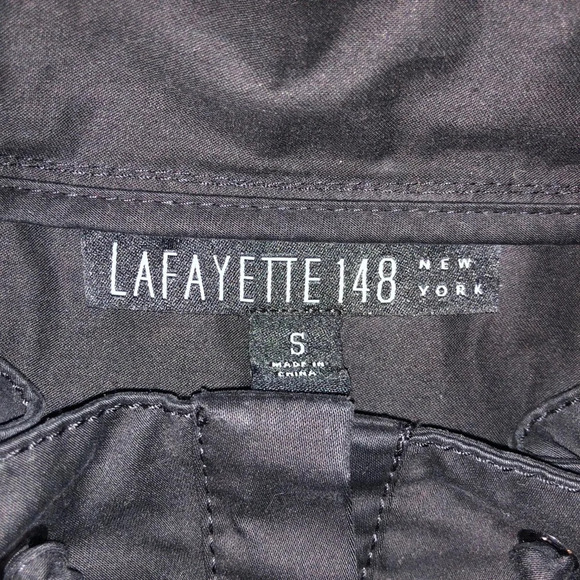 LAFAYETTE 148 NEW YORK
S
MADE IN
CHINA